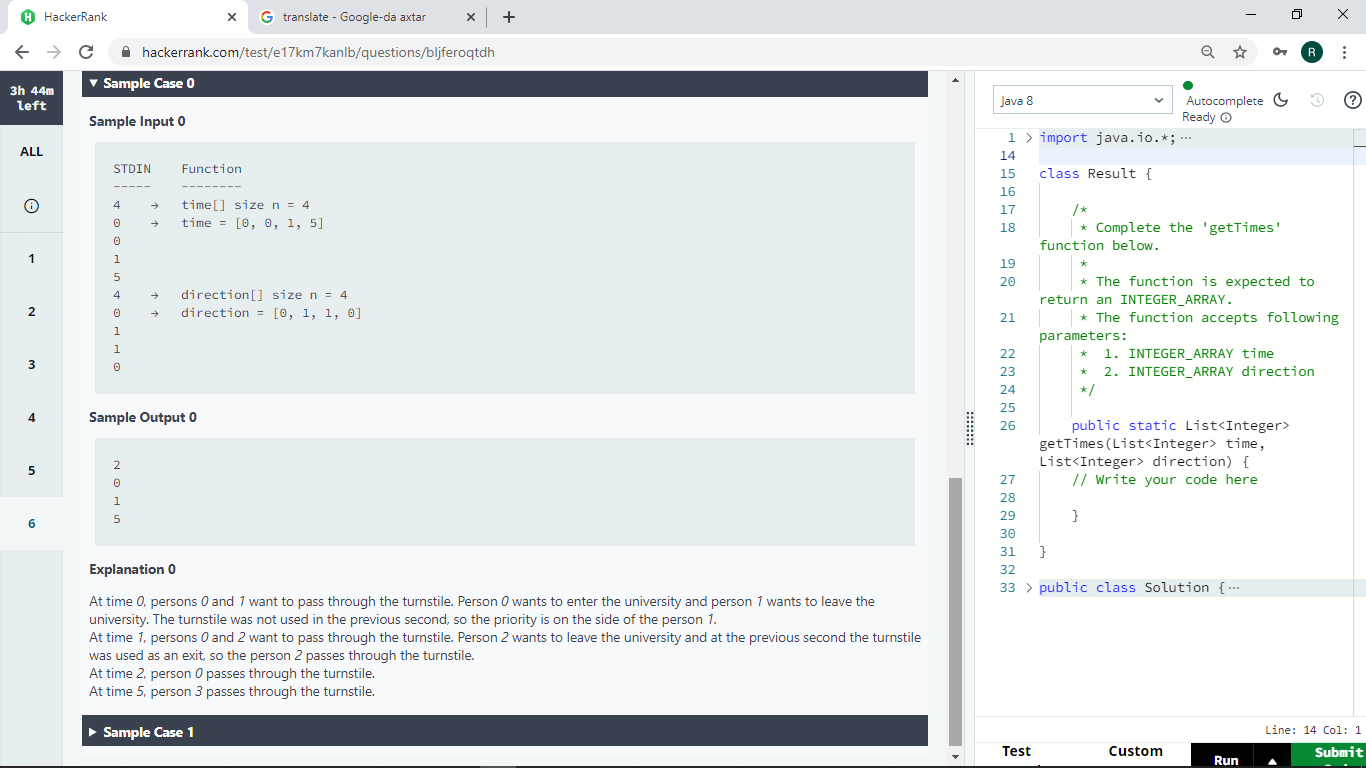 HackerRank
translate - Google-da axtar
hackerrank.com/test/e17km7kanlb/questions/bljferoqtdh
R
3h 44m
left
ALL
1
2
3
4
5
6
▼ Sample Case 0
Sample Input 0
STDIN Function
----- --------
4 → time[] size n = 4
0 → time = [0, 0, 1, 5]
0
1
5
4 → direction[] size n = 4
0 → direction = [0, 1, 1, 0]
1
1
0
Sample Output 0
2
0
1
5
Explanation 0
At time 0, persons 0 and 1 want to pass through the turnstile. Person 0 wants to enter the university and person 1 wants to leave the
university. The turnstile was not used in the previous second, so the priority is on the side of the person 1.
At time 1, persons 0 and 2 want to pass through the turnstile. Person 2 wants to leave the university and at the previous second the turnstile
was used as an exit, so the person 2 passes through the turnstile.
At time 2, person 0 passes through the turnstile.
At time 5, person 3 passes through the turnstile.
▶ Sample Case 1
Java 8
Autocomplete
Ready
1 > import java.io.*; ⋯
14
15 class Result {
16
17 /*
18 * Complete the 'getTimes'
function below.
19 *
20 * The function is expected to
return an INTEGER_ARRAY.
21 * The function accepts following
parameters:
22 * 1. INTEGER_ARRAY time
23 * 2. INTEGER_ARRAY direction
24 */
25
26 public static List<Integer>
getTimes(List<Integer> time,
List<Integer> direction) {
27 // Write your code here
28
29 }
30
31 }
32
33 > public class Solution { ⋯
Line: 14 Col: 1
Test
Custom
Run
Submit